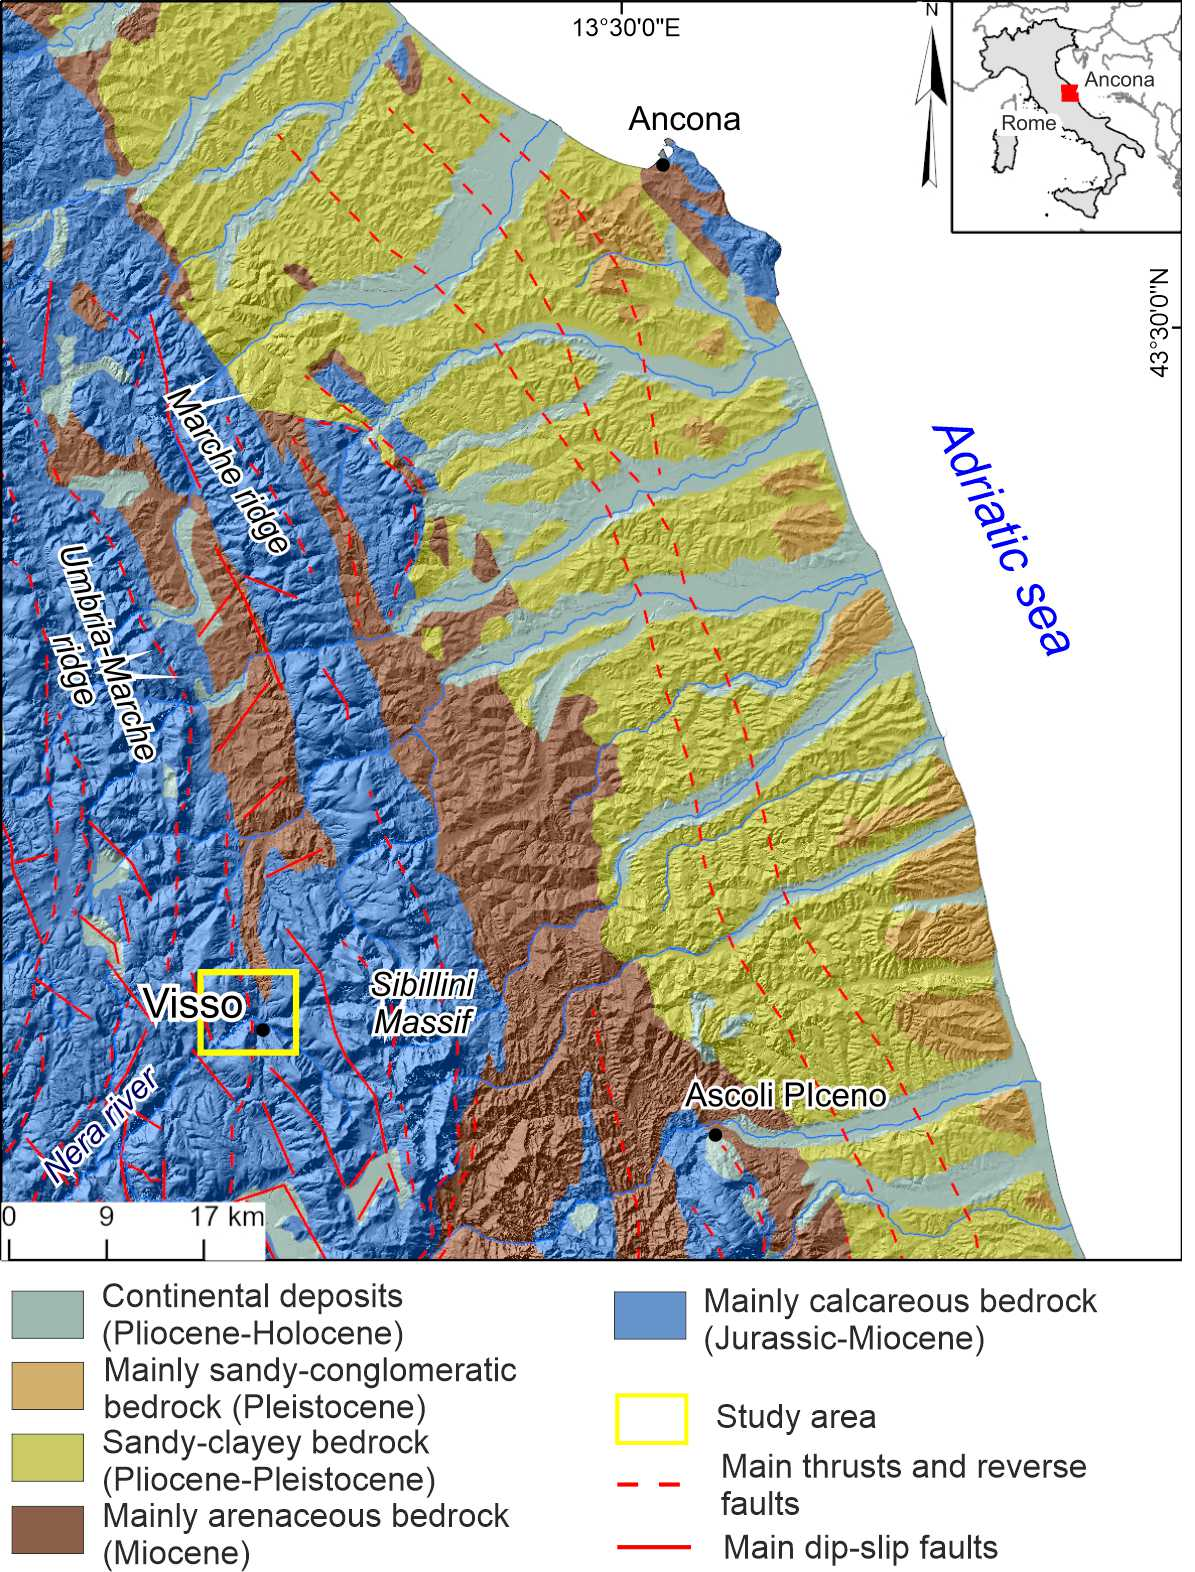 13°30'0"E
N
Ancona
Rome
Ancona
43°30'0"N
Adriatic sea
Marche ridge
Umbria-Marche
ridge
Sibillini
Massif
Visso
Nera river
Ascoli PIceno
0 9 17 km
Continental deposits
(Pliocene-Holocene)
Mainly sandy-conglomeratic
bedrock (Pleistocene)
Sandy-clayey bedrock
(Pliocene-Pleistocene)
Mainly arenaceous bedrock
(Miocene)
Mainly calcareous bedrock
(Jurassic-Miocene)
Study area
Main thrusts and reverse
faults
Main dip-slip faults